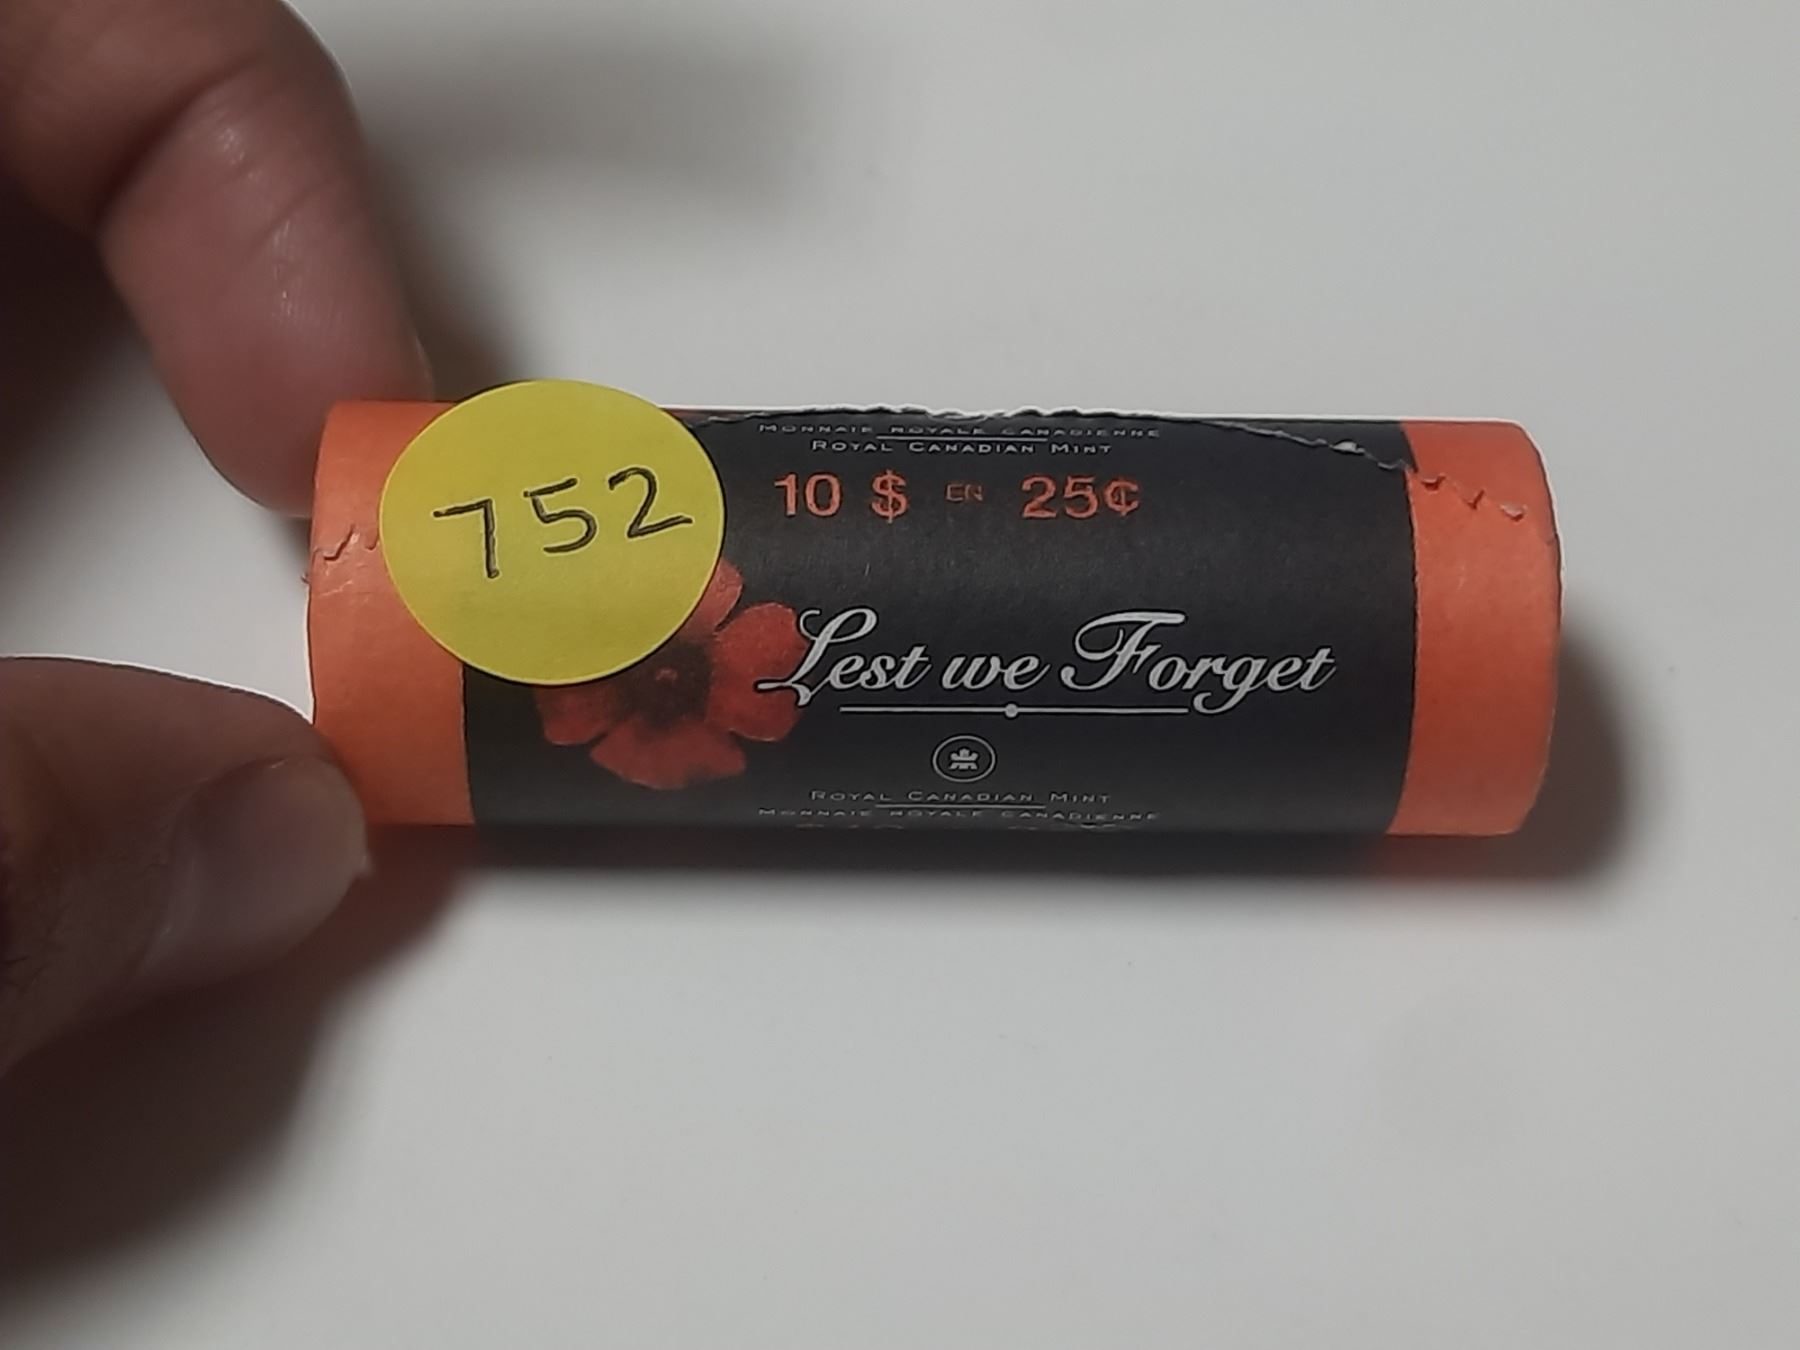 752
MONNAIE ROYALE CANADIENNE
ROYAL CANADIAN MINT
10 $ EN 25¢
Lest we Forget
ROYAL CANADIAN MINT
MONNAIE ROYALE CANADIENNE